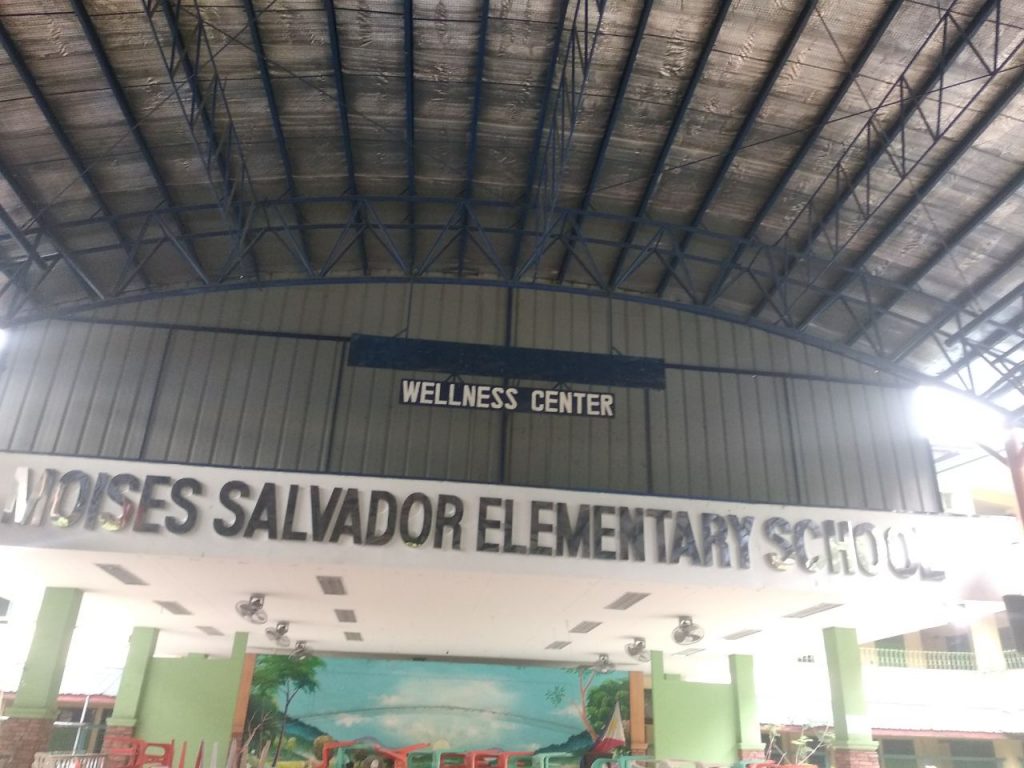 WELLNESS CENTER
MOISES SALVADOR ELEMENTARY SCHOOL